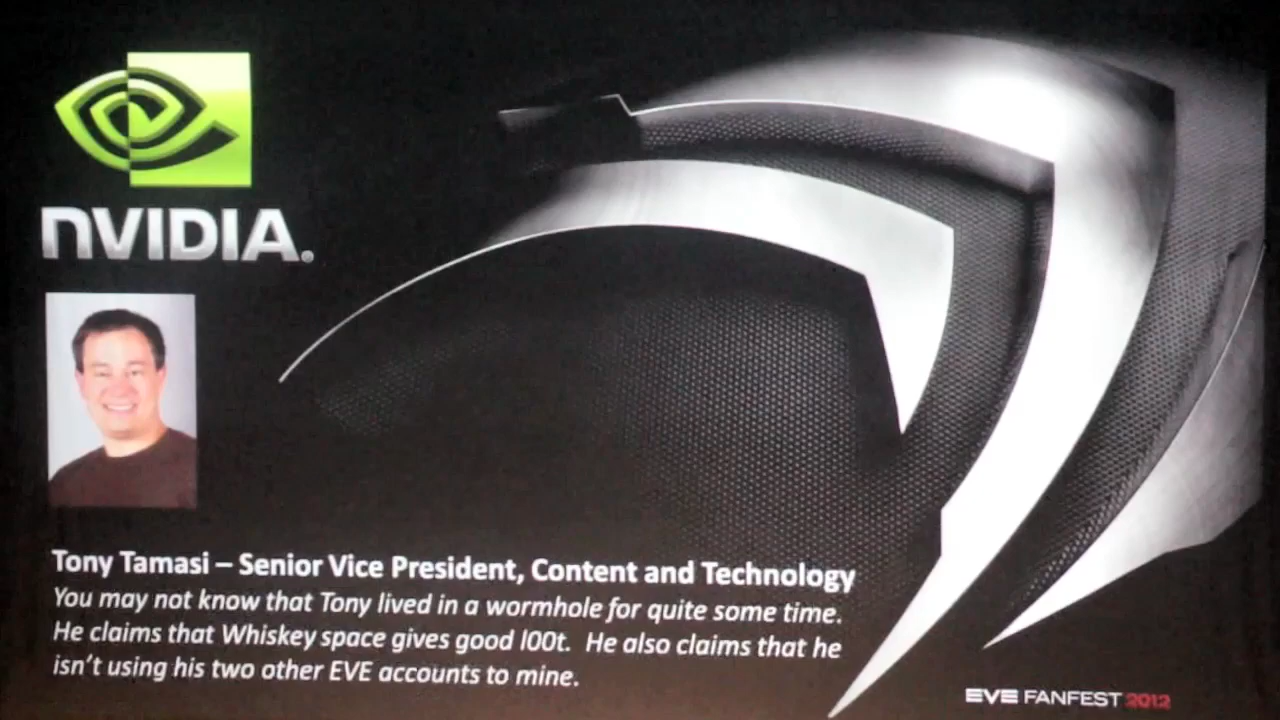 NVIDIA.
Tony Tamasi – Senior Vice President, Content and Technology
You may not know that Tony lived in a wormhole for quite some time.
He claims that Whiskey space gives good l00t.  He also claims that he
isn't using his two other EVE accounts to mine.
EVE FANFEST 2012